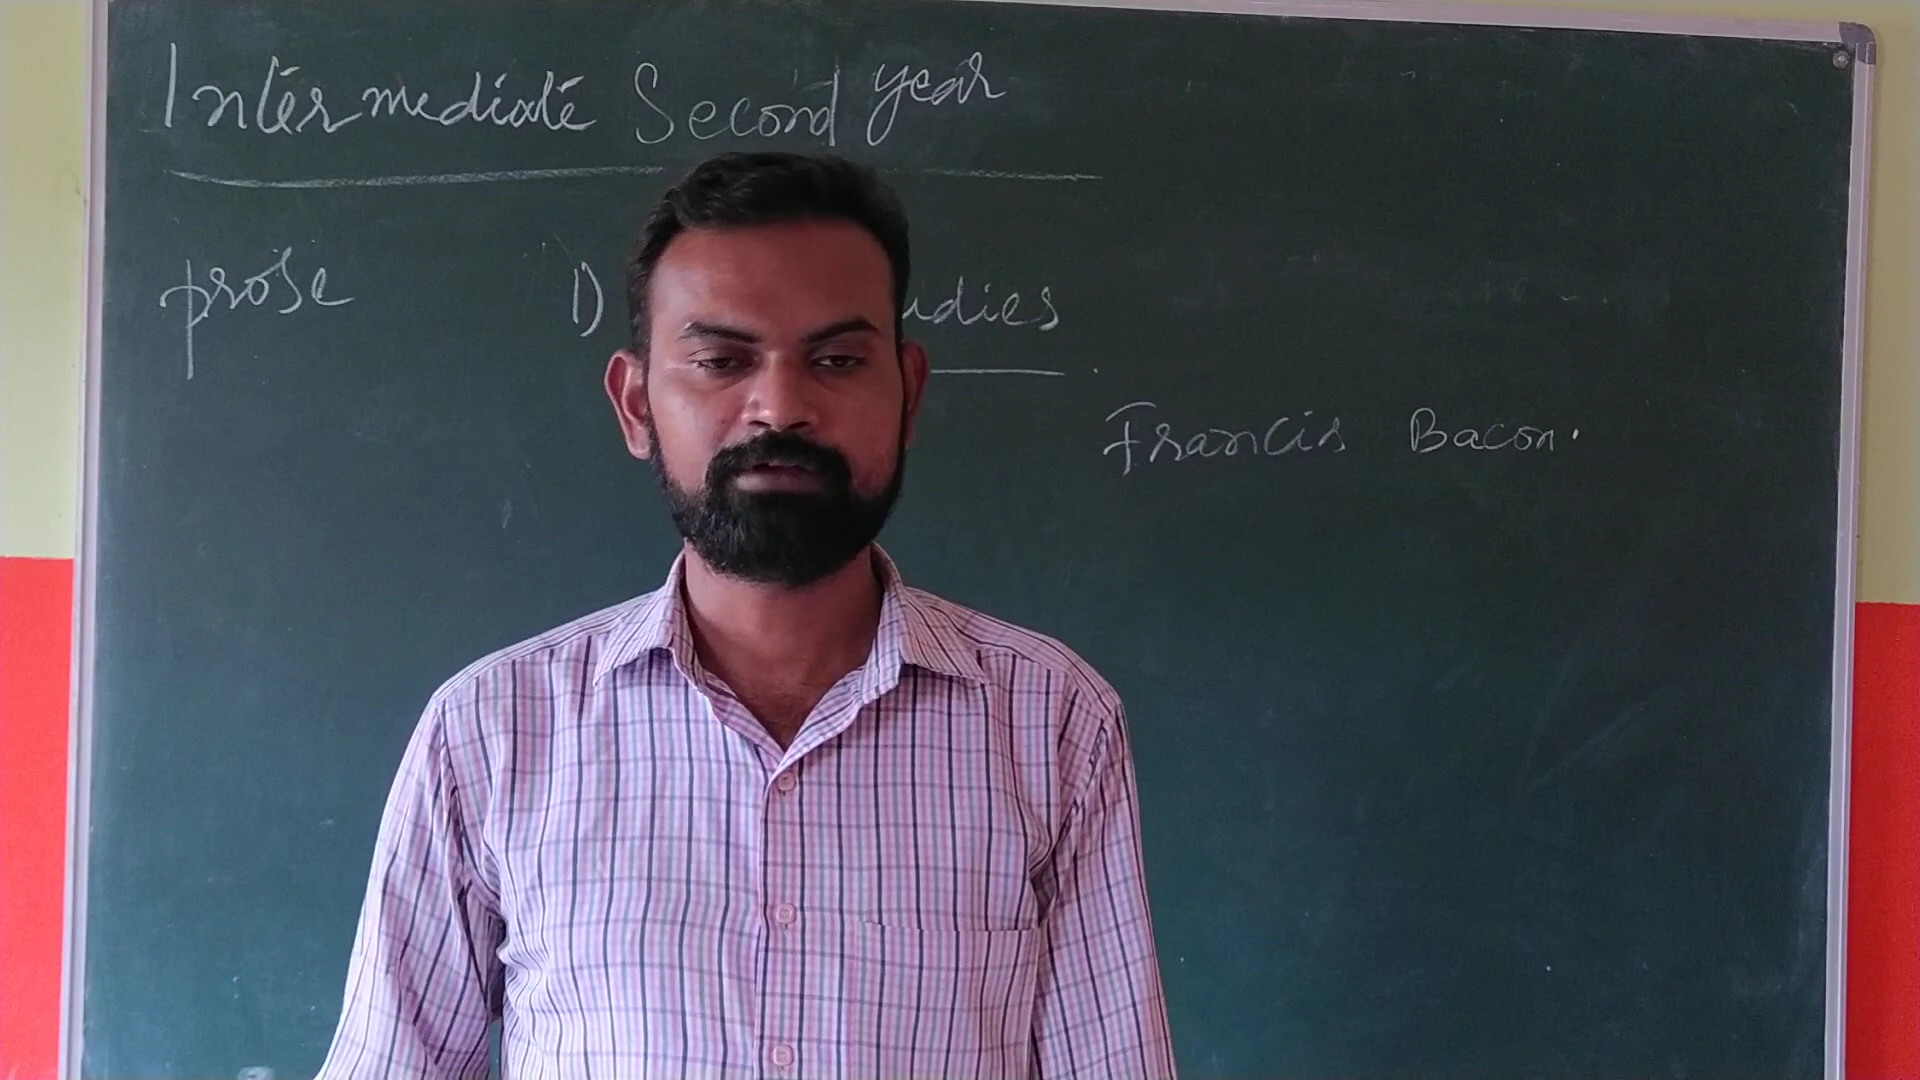 Intermediate Second year
prose 1) udies
Francis Bacon.